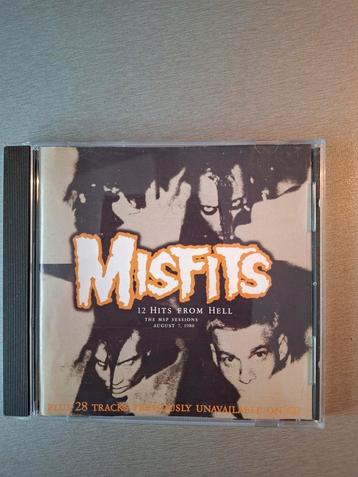 MISFITS
12 HITS FROM HELL
THE MSP SESSIONS
AUGUST 7, 1980
PLUS 28 TRACKS PREVIOUSLY UNAVAILABLE ON CD